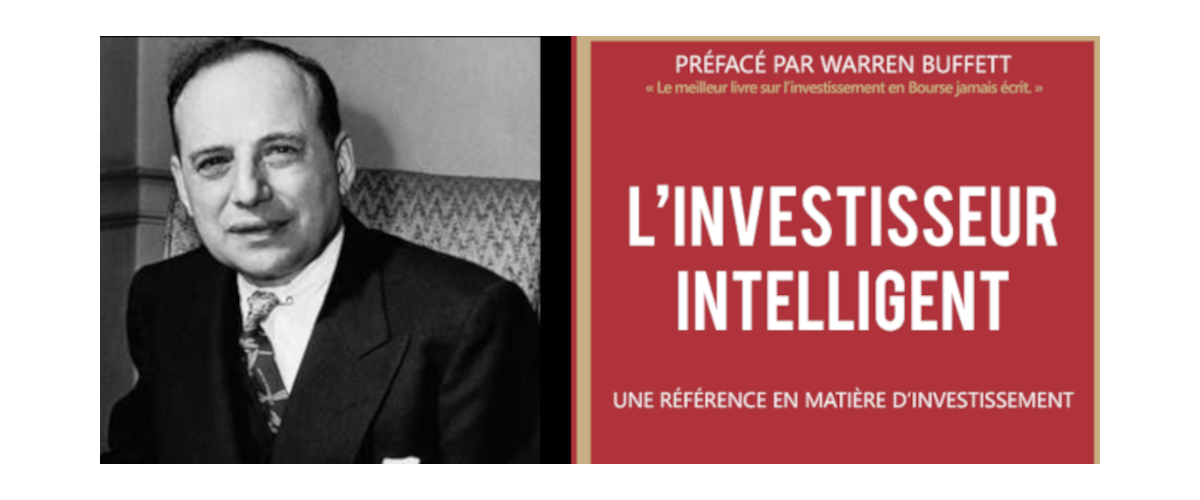 PRÉFACÉ PAR WARREN BUFFETT
« Le meilleur livre sur l'investissement en Bourse jamais écrit. »
L'INVESTISSEUR
INTELLIGENT
UNE RÉFÉRENCE EN MATIÈRE D'INVESTISSEMENT